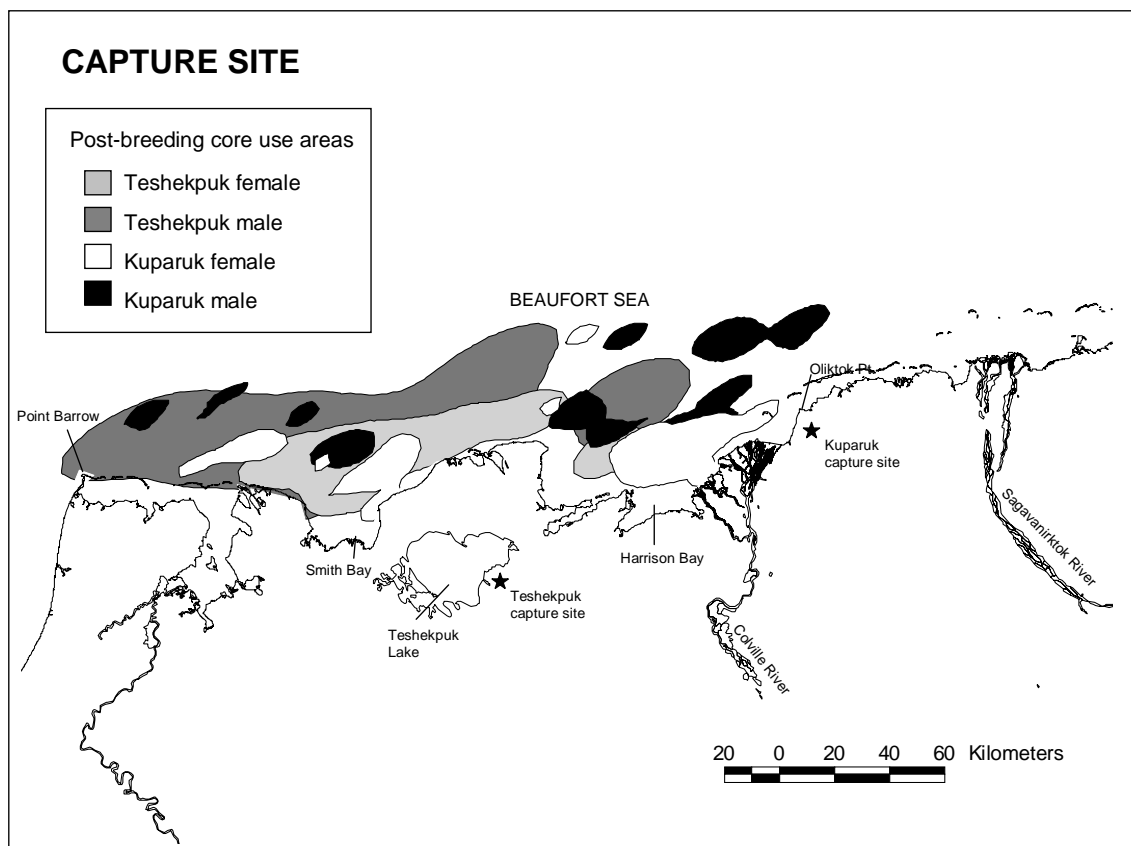 CAPTURE SITE
Post-breeding core use areas
Teshekpuk female
Teshekpuk male
Kuparuk female
Kuparuk male
BEAUFORT SEA
Oliktok Pt.
Point Barrow
Kuparuk
capture site
Sagavanirktok River
Smith Bay
Harrison Bay
Teshekpuk
capture site
Teshekpuk
Lake
Colville River
20 0 20 40 60 Kilometers